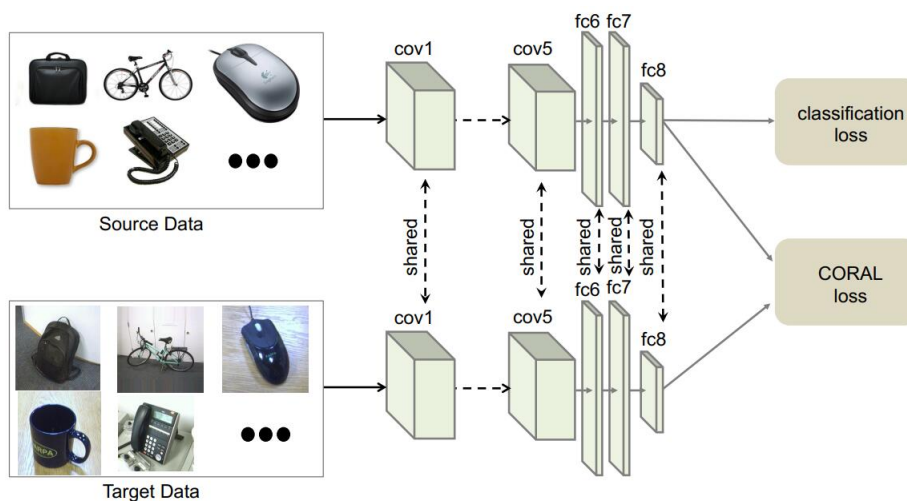 cov1
cov5
fc6
fc7
fc8
classification
loss
Source Data
shared
shared
shared
shared
shared
CORAL
loss
cov1
cov5
fc6
fc7
fc8
Target Data